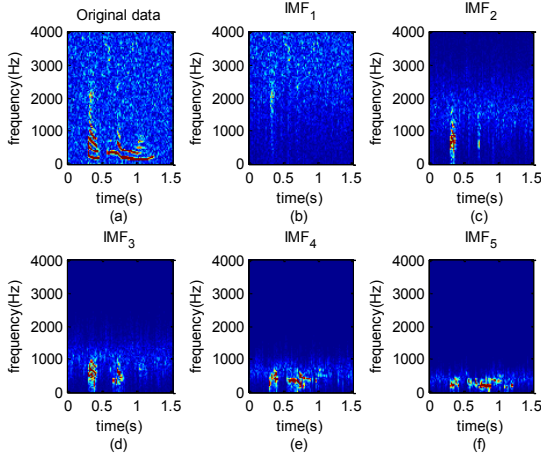 Original data
IMF1
IMF2
frequency(Hz)
4000
3000
2000
1000
0
0 0.5 1 1.5
time(s)
(a)
frequency(Hz)
4000
3000
2000
1000
0
0 0.5 1 1.5
time(s)
(b)
frequency(Hz)
4000
3000
2000
1000
0
0 0.5 1 1.5
time(s)
(c)
IMF3
IMF4
IMF5
frequency(Hz)
4000
3000
2000
1000
0
0 0.5 1 1.5
time(s)
(d)
frequency(Hz)
4000
3000
2000
1000
0
0 0.5 1 1.5
time(s)
(e)
frequency(Hz)
4000
3000
2000
1000
0
0 0.5 1 1.5
time(s)
(f)